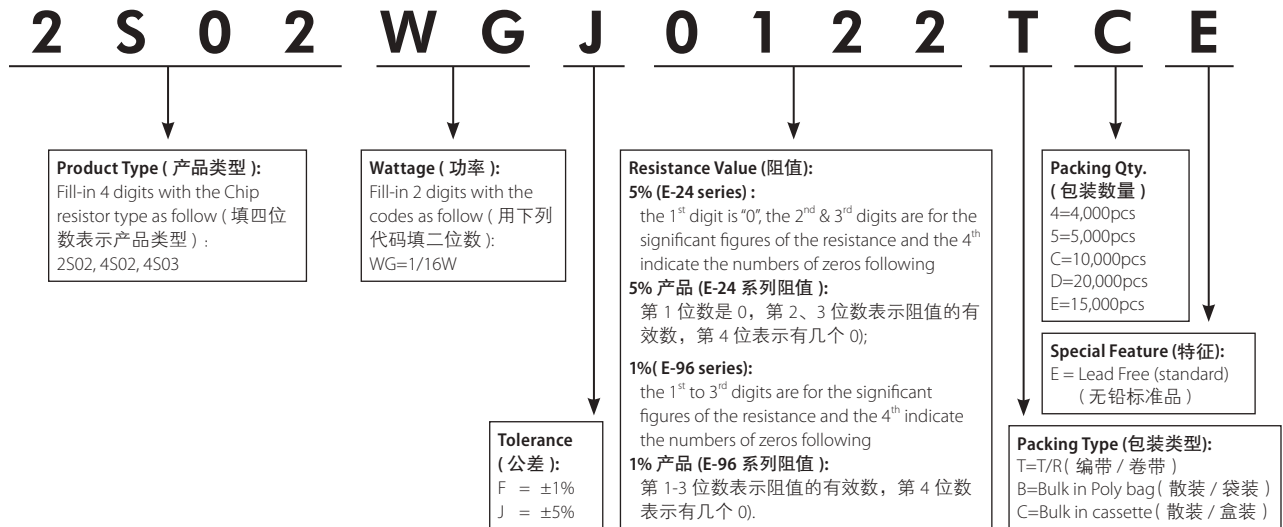 2 S 0 2 W G J 0 1 2 2 T C E
Product Type ( 产品类型 ):
Fill-in 4 digits with the Chip
resistor type as follow ( 填四位
数表示产品类型 ) :
2S02, 4S02, 4S03
Wattage ( 功率 ):
Fill-in 2 digits with the
codes as follow ( 用下列
代码填二位数 ):
WG=1/16W
Tolerance
( 公差 ):
F = ±1%
J = ±5%
Resistance Value (阻值):
5% (E-24 series) :
the 1st digit is “0”, the 2nd & 3rd digits are for the
significant figures of the resistance and the 4th
indicate the numbers of zeros following
5% 产品 (E-24 系列阻值 ):
第 1 位数是 0，第 2、3 位数表示阻值的有
效数，第 4 位表示有几个 0);
1%( E-96 series):
the 1st to 3rd digits are for the significant
figures of the resistance and the 4th indicate
the numbers of zeros following
1% 产品 (E-96 系列阻值 ):
第 1-3 位数表示阻值的有效数，第 4 位数
表示有几个 0).
Packing Qty.
( 包装数量 )
4=4,000pcs
5=5,000pcs
C=10,000pcs
D=20,000pcs
E=15,000pcs
Special Feature (特征):
E = Lead Free (standard)
( 无铅标准品 )
Packing Type (包装类型):
T=T/R( 编带 / 卷带 )
B=Bulk in Poly bag( 散装 / 袋装 )
C=Bulk in cassette( 散装 / 盒装 )